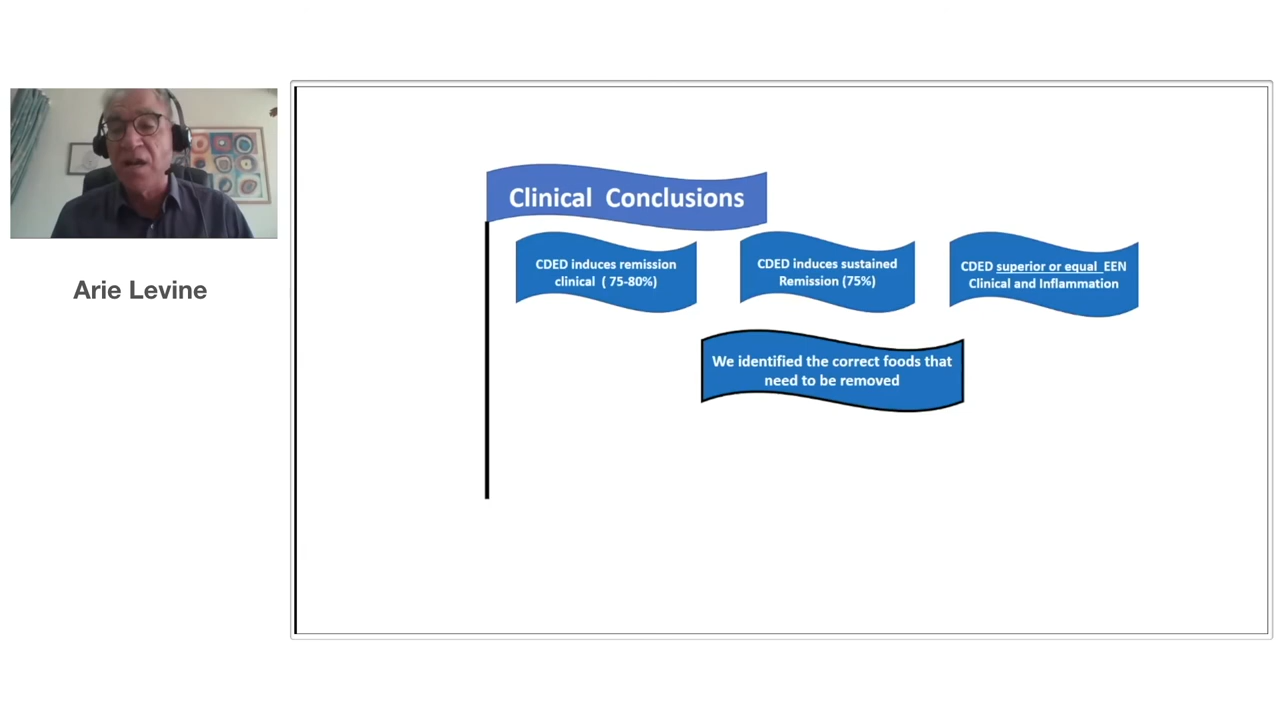 Arie Levine
Clinical Conclusions
CDED induces remission
clinical ( 75-80%)
CDED induces sustained
Remission (75%)
CDED superior or equal EEN
Clinical and Inflammation
We identified the correct foods that
need to be removed